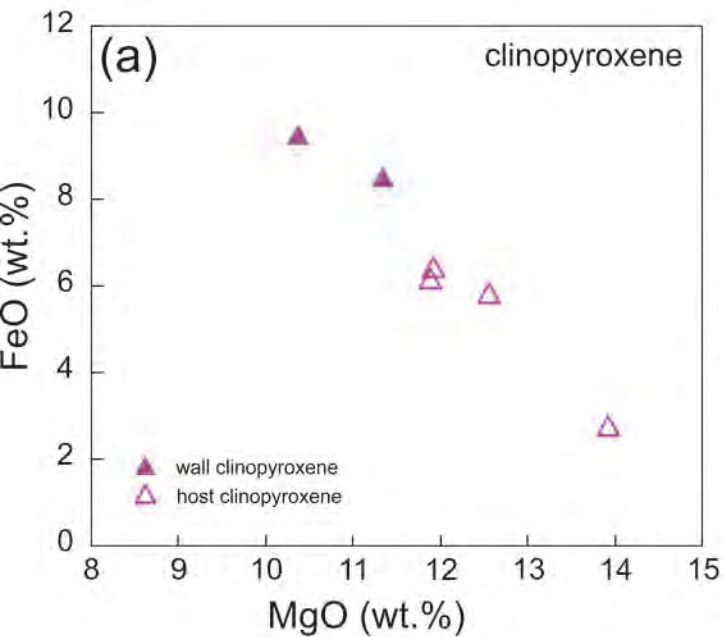 (a)
clinopyroxene
12
10
8
6
4
2
0
FeO (wt.%)
wall clinopyroxene
host clinopyroxene
8 9 10 11 12 13 14 15
MgO (wt.%)